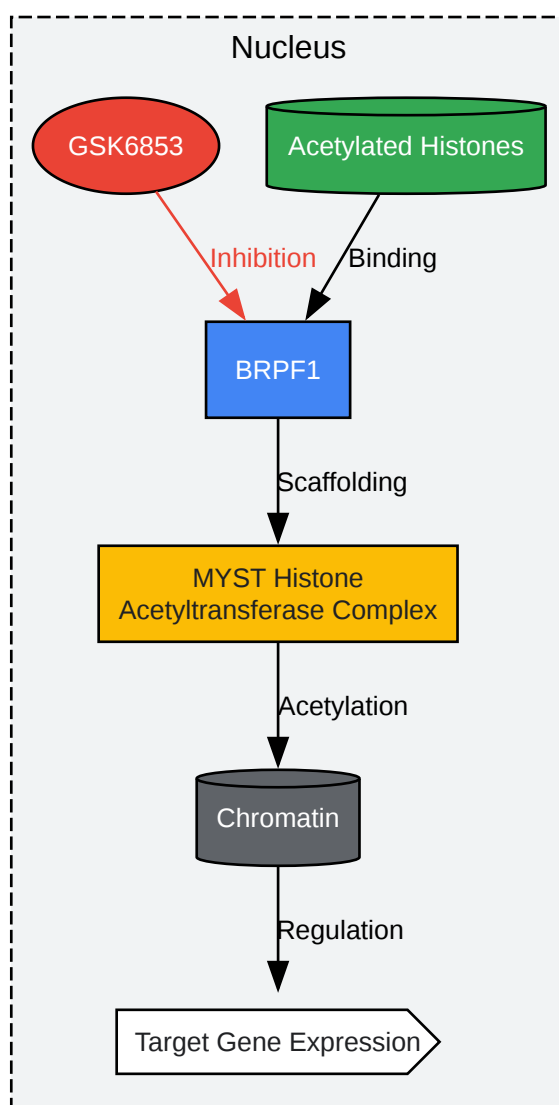 Nucleus
GSK6853
Acetylated Histones
Inhibition
Binding
BRPF1
Scaffolding
MYST Histone
Acetyltransferase Complex
Acetylation
Chromatin
Regulation
Target Gene Expression